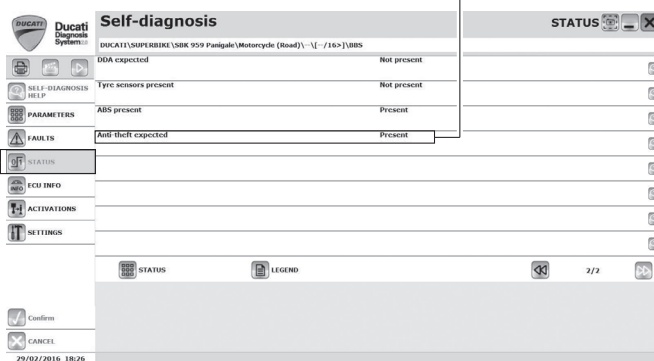 DUCATI
Ducati
Diagnosis
System
Self-diagnosis
STATUS
DUCATI\SUPERBIKE\SBK 959 Panigale\Motorcycle (Road)\--\[--/16>]\BBS
DDA expected Not present
SELF-DIAGNOSIS
HELP
Tyre sensors present Not present
PARAMETERS
ABS present Present
FAULTS
Anti-theft expected Present
STATUS
INFO
ECU INFO
ACTIVATIONS
SETTINGS
STATUS
LEGEND
2/2
Confirm
CANCEL
29/02/2016 18:26